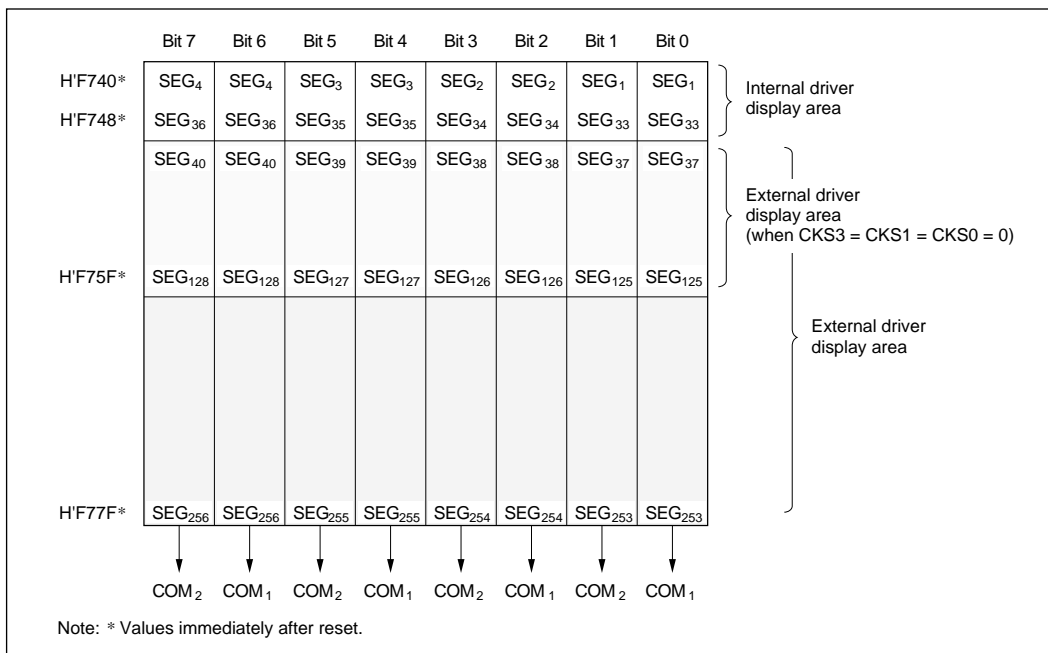 Bit 7 Bit 6 Bit 5 Bit 4 Bit 3 Bit 2 Bit 1 Bit 0
H'F740* SEG4 SEG4 SEG3 SEG3 SEG2 SEG2 SEG1 SEG1
Internal driver
display area
H'F748* SEG36 SEG36 SEG35 SEG35 SEG34 SEG34 SEG33 SEG33
SEG40 SEG40 SEG39 SEG39 SEG38 SEG38 SEG37 SEG37
External driver
display area
(when CKS3 = CKS1 = CKS0 = 0)
H'F75F* SEG128 SEG128 SEG127 SEG127 SEG126 SEG126 SEG125 SEG125
External driver
display area
H'F77F* SEG256 SEG256 SEG255 SEG255 SEG254 SEG254 SEG253 SEG253
COM2 COM1 COM2 COM1 COM2 COM1 COM2 COM1
Note: * Values immediately after reset.